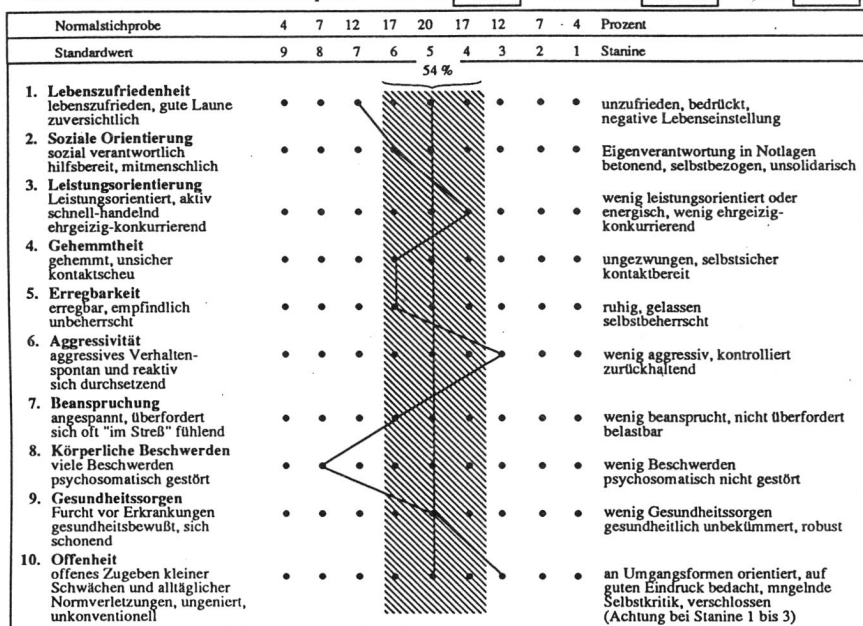 Normalstichprobe 4 7 12 17 20 17 12 7 4 Prozent
Standardwert 9 8 7 6 5 4 3 2 1 Stanine
54 %
1. Lebenszufriedenheit
lebenszufrieden, gute Laune
zuversichtlich
unzufrieden, bedrückt,
negative Lebenseinstellung
2. Soziale Orientierung
sozial verantwortlich
hilfsbereit, mitmenschlich
Eigenverantwortung in Notlagen
betonend, selbstbezogen, unsolidarisch
3. Leistungsorientierung
Leistungsorientiert, aktiv
schnell-handelnd
ehrgeizig-konkurrierend
wenig leistungsorientiert oder
energisch, wenig ehrgeizig-
konkurrierend
4. Gehemmtheit
gehemmt, unsicher
kontaktscheu
ungezwungen, selbstsicher
kontaktbereit
5. Erregbarkeit
erregbar, empfindlich
unbeherrscht
ruhig, gelassen
selbstbeherrscht
6. Aggressivität
aggressives Verhalten-
spontan und reaktiv
sich durchsetzend
wenig aggressiv, kontrolliert
zurückhaltend
7. Beanspruchung
angespannt, überfordert
sich oft "im Streß" fühlend
wenig beansprucht, nicht überfordert
belastbar
8. Körperliche Beschwerden
viele Beschwerden
psychosomatisch gestört
wenig Beschwerden
psychosomatisch nicht gestört
9. Gesundheitssorgen
Furcht vor Erkrankungen
gesundheitsbewußt, sich
schonend
wenig Gesundheitssorgen
gesundheitlich unbekümmert, robust
10. Offenheit
offenes Zugeben kleiner
Schwächen und alltäglicher
Normverletzungen, ungeniert,
unkonventionell
an Umgangsformen orientiert, auf
guten Eindruck bedacht, mngelnde
Selbstkritik, verschlossen
(Achtung bei Stanine 1 bis 3)